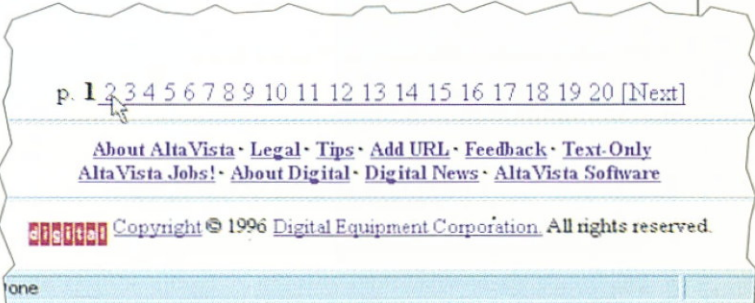 p. 1 2 3 4 5 6 7 8 9 10 11 12 13 14 15 16 17 18 19 20 [Next]
About AltaVista · Legal · Tips · Add URL · Feedback · Text-Only
AltaVista Jobs! · About Digital · Digital News · AltaVista Software
digital Copyright © 1996 Digital Equipment Corporation. All rights reserved.
one